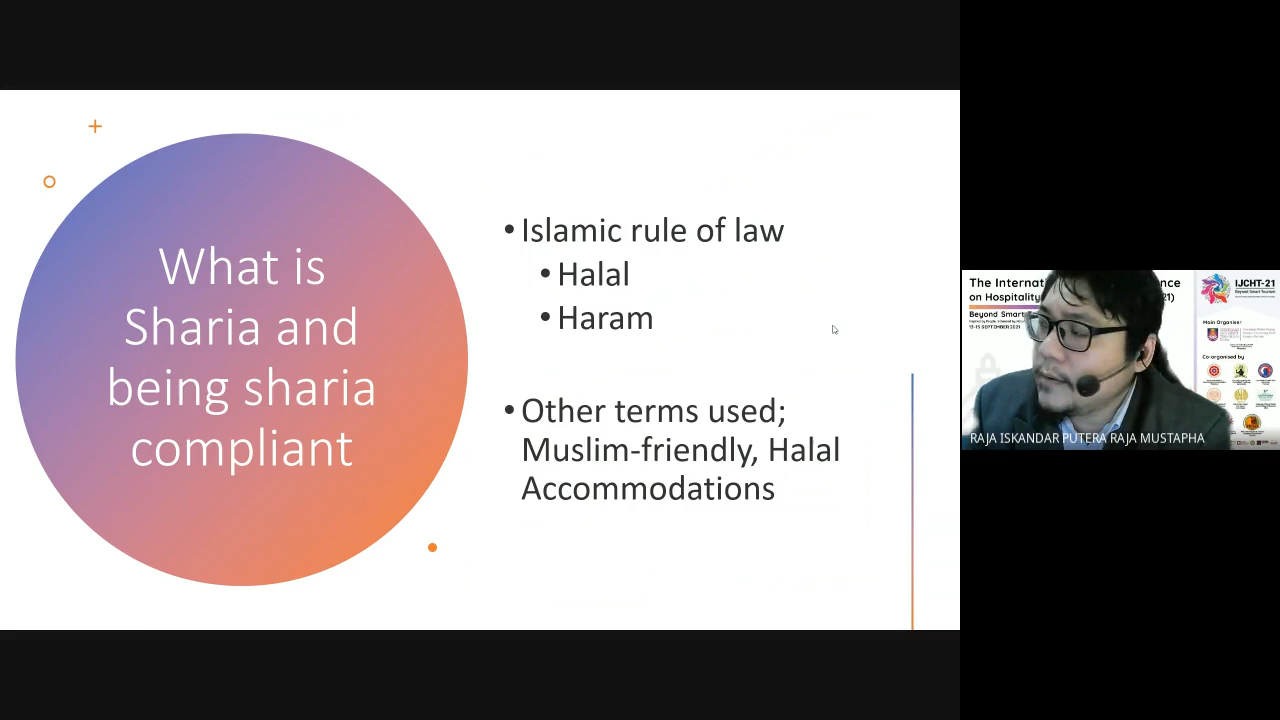 What is
Sharia and
being sharia
compliant
• Islamic rule of law
• Halal
• Haram
• Other terms used;
Muslim-friendly, Halal
Accommodations
The Internat
nce
on Hospitality
21)
Beyond Smart
13-15 SEPTEMBER 2021
IJCHT-21
Beyond Smart Tourism
Main Organiser
Co-organised by
RAJA ISKANDAR PUTERA RAJA MUSTAPHA